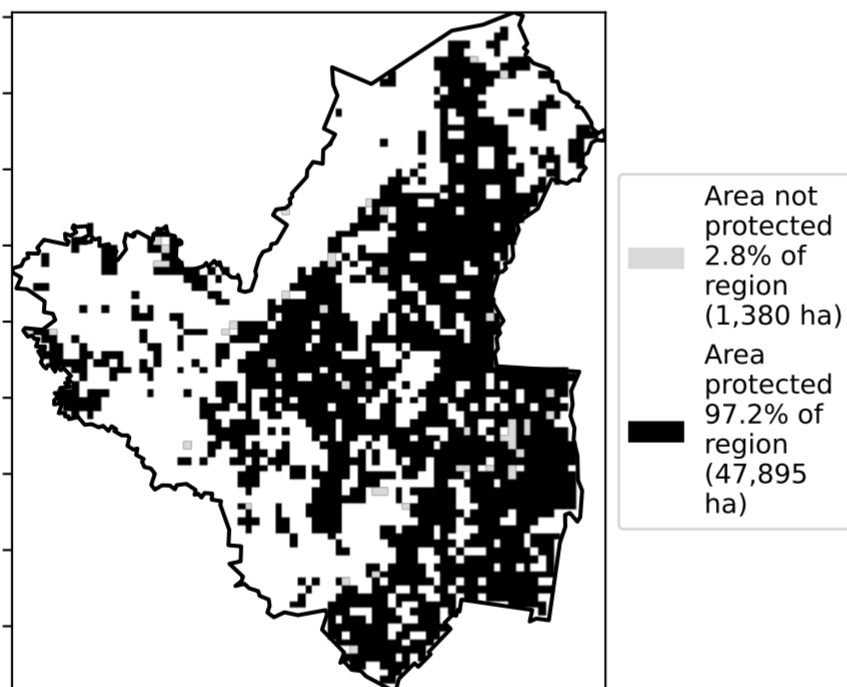 Area not
protected
2.8% of
region
(1,380 ha)
Area
protected
97.2% of
region
(47,895
ha)